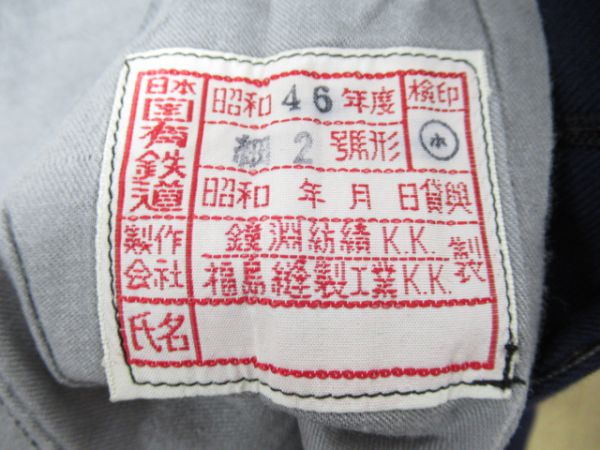 日本国有鉄道
昭和 46 年度
検印
2 號形
㊍
昭和 年 月 日貸與
製作会社
鐘淵紡績K.K.
福島縫製工業K.K.
製
氏名